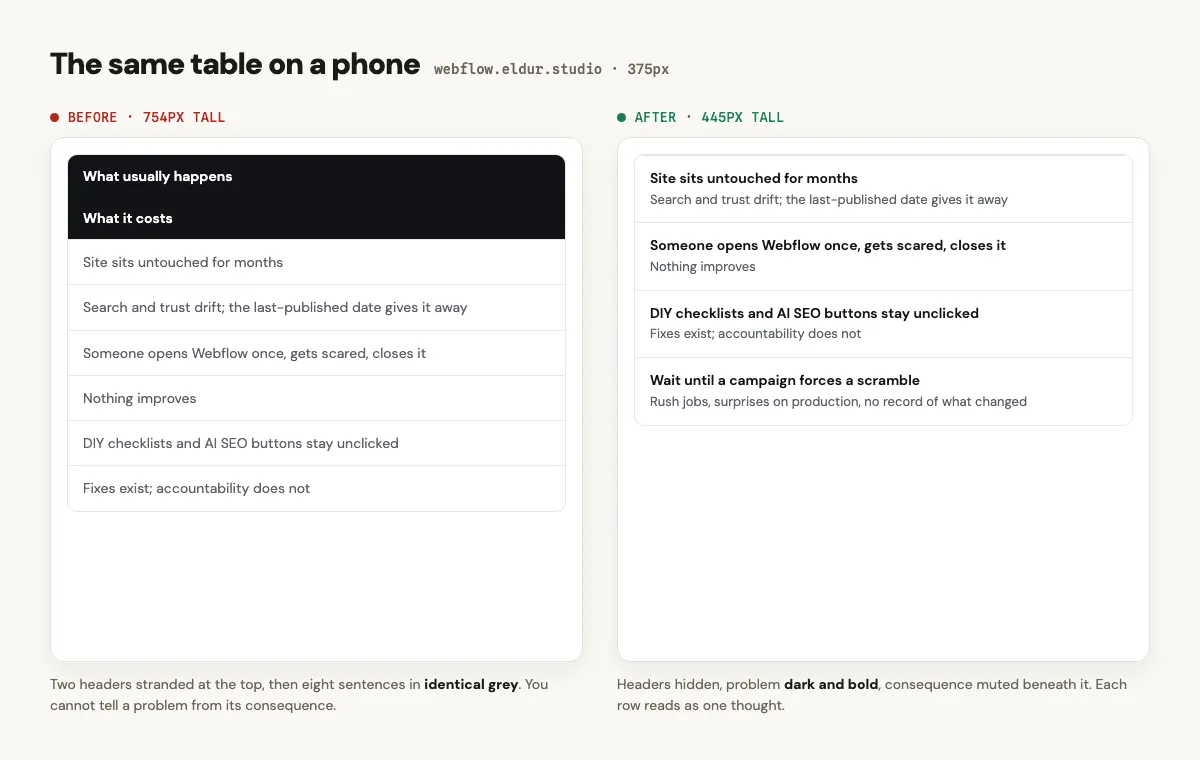 The same table on a phone webflow.eldur.studio · 375px
BEFORE · 754PX TALL
What usually happens
What it costs
Site sits untouched for months
Search and trust drift; the last-published date gives it away
Someone opens Webflow once, gets scared, closes it
Nothing improves
DIY checklists and AI SEO buttons stay unclicked
Fixes exist; accountability does not
Two headers stranded at the top, then eight sentences in identical grey. You
cannot tell a problem from its consequence.
AFTER · 445PX TALL
Site sits untouched for months
Search and trust drift; the last-published date gives it away
Someone opens Webflow once, gets scared, closes it
Nothing improves
DIY checklists and AI SEO buttons stay unclicked
Fixes exist; accountability does not
Wait until a campaign forces a scramble
Rush jobs, surprises on production, no record of what changed
Headers hidden, problem dark and bold, consequence muted beneath it. Each
row reads as one thought.